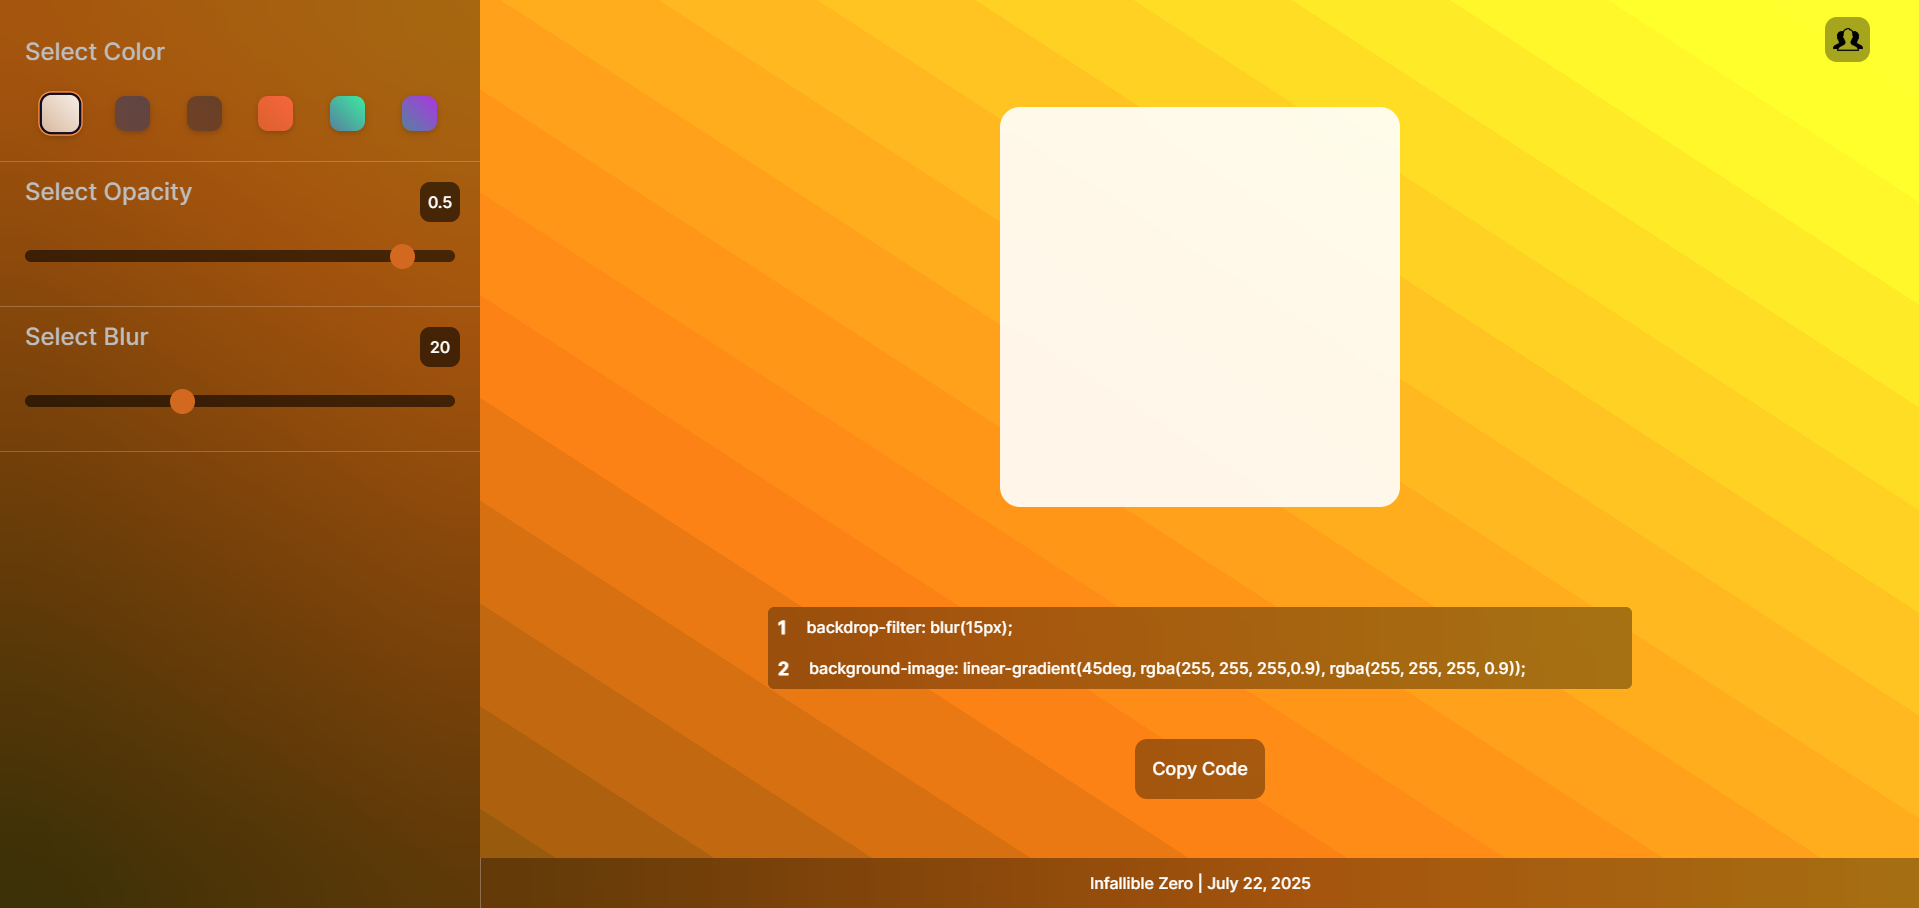 Select Color
Select Opacity
0.5
Select Blur
20
1 backdrop-filter: blur(15px);
2 background-image: linear-gradient(45deg, rgba(255, 255, 255,0.9), rgba(255, 255, 255, 0.9));
Copy Code
Infallible Zero | July 22, 2025